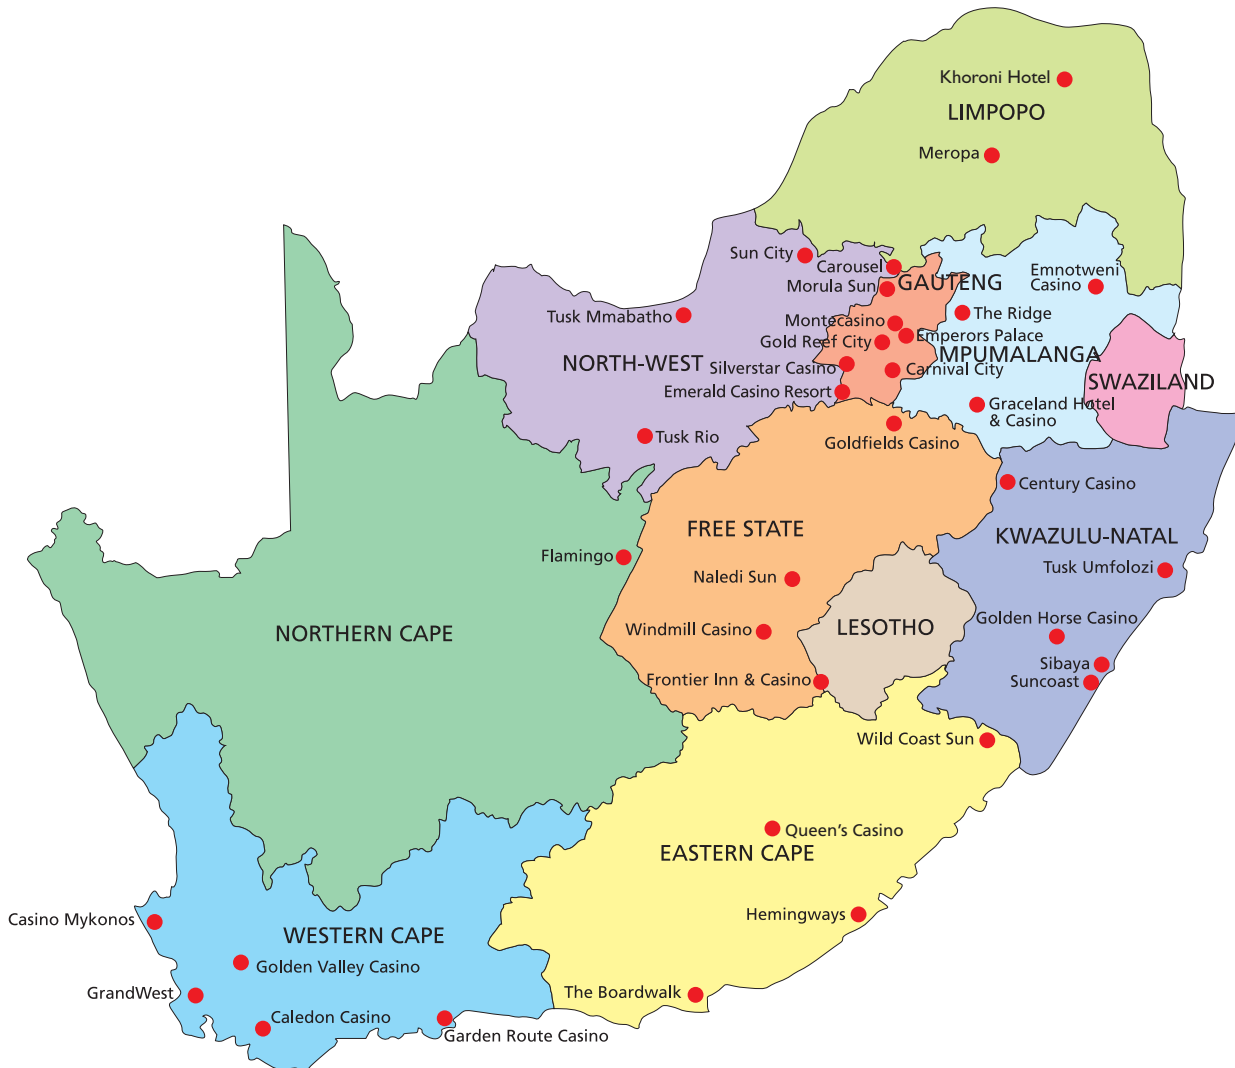 Khoroni Hotel
LIMPOPO
Meropa
Sun City
Carousel
Morula Sun
GAUTENG
Emnotweni
Casino
Tusk Mmabatho
Montecasino
The Ridge
Emperors Palace
Gold Reef City
MPUMALANGA
NORTH-WEST
Silverstar Casino
Carnival City
SWAZILAND
Emerald Casino Resort
Graceland Hotel
& Casino
Tusk Rio
Goldfields Casino
Century Casino
FREE STATE
KWAZULU-NATAL
Flamingo
Tusk Umfolozi
Naledi Sun
Golden Horse Casino
NORTHERN CAPE
Windmill Casino
LESOTHO
Sibaya
Frontier Inn & Casino
Suncoast
Wild Coast Sun
Queen's Casino
EASTERN CAPE
Casino Mykonos
Hemingways
WESTERN CAPE
Golden Valley Casino
GrandWest
The Boardwalk
Caledon Casino
Garden Route Casino